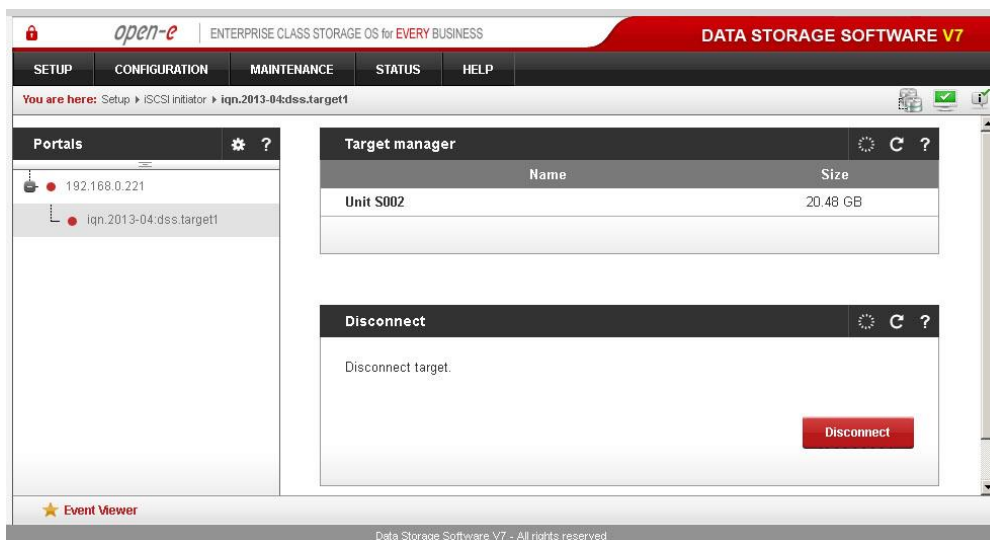 open-e ENTERPRISE CLASS STORAGE OS for EVERY BUSINESS DATA STORAGE SOFTWARE V7
SETUP CONFIGURATION MAINTENANCE STATUS HELP
You are here: Setup ▸ iSCSI initiator ▸ iqn.2013-04:dss.target1
Portals ?
192.168.0.221
iqn.2013-04:dss.target1
Target manager ?
Name Size
Unit S002 20.48 GB
Disconnect ?
Disconnect target.
Disconnect
Event Viewer
Data Storage Software V7 - All rights reserved